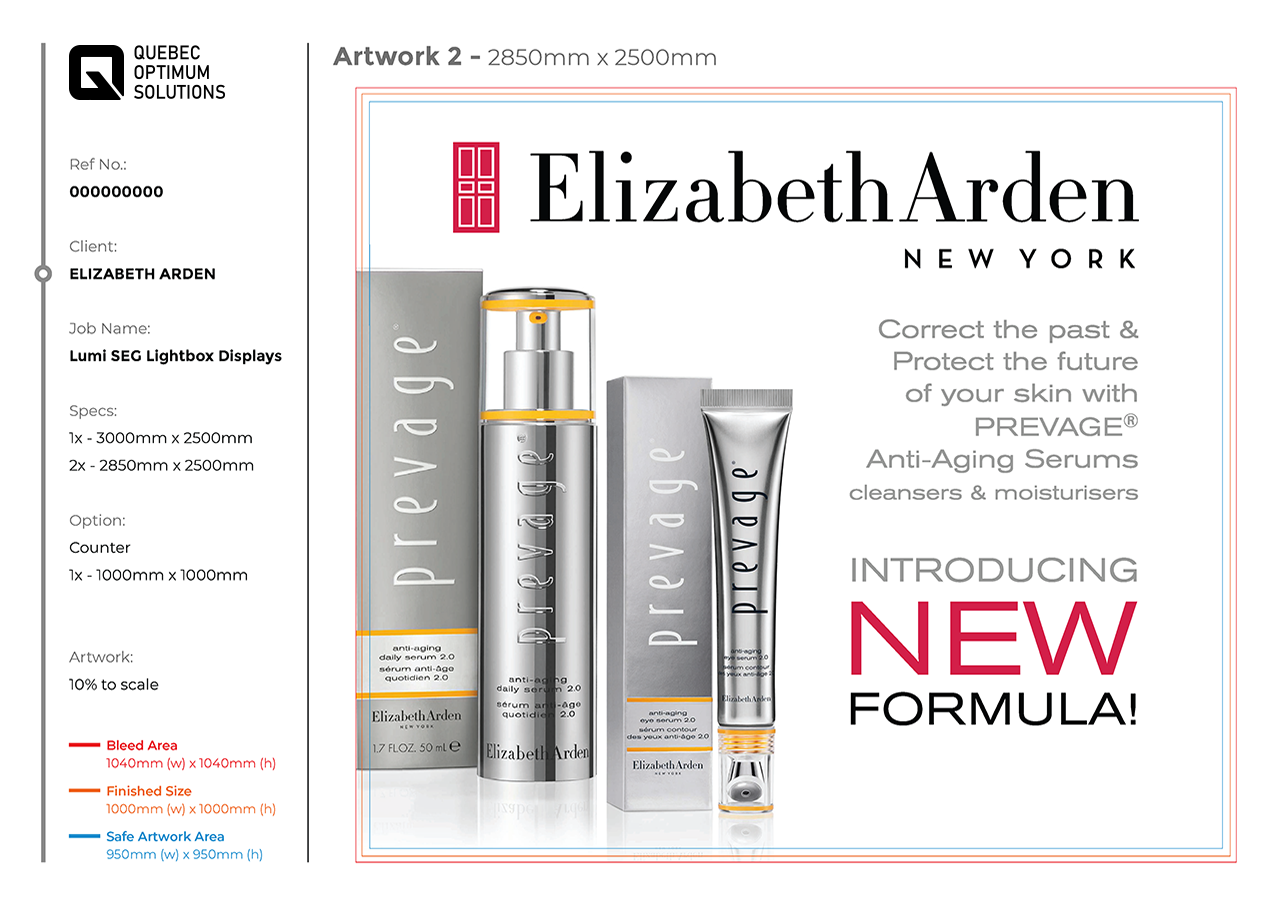 QUEBEC
OPTIMUM
SOLUTIONS
Ref No.:
000000000
Client:
ELIZABETH ARDEN
Job Name:
Lumi SEG Lightbox Displays
Specs:
1x - 3000mm x 2500mm
2x - 2850mm x 2500mm
Option:
Counter
1x - 1000mm x 1000mm
Artwork:
10% to scale
Bleed Area
1040mm (w) x 1040mm (h)
Finished Size
1000mm (w) x 1000mm (h)
Safe Artwork Area
950mm (w) x 950mm (h)
Artwork 2 - 2850mm x 2500mm
Elizabeth Arden
NEW YORK
Correct the past &
Protect the future
of your skin with
PREVAGE®
Anti-Aging Serums
cleansers & moisturisers
INTRODUCING
NEW
FORMULA!
prevage
anti-aging
daily serum 2.0
sérum anti-âge
quotidien 2.0
Elizabeth Arden
NEW YORK
1.7 FL.OZ. 50 mL ℮
prevage
anti-aging
daily serum 2.0
sérum anti-âge
quotidien 2.0
Elizabeth Arden
prevage
anti-aging
eye serum 2.0
sérum contour
des yeux anti-âge 2.0
Elizabeth Arden
NEW YORK
prevage
anti-aging
eye serum 2.0
sérum contour
des yeux anti-âge 2
Elizabeth Arden